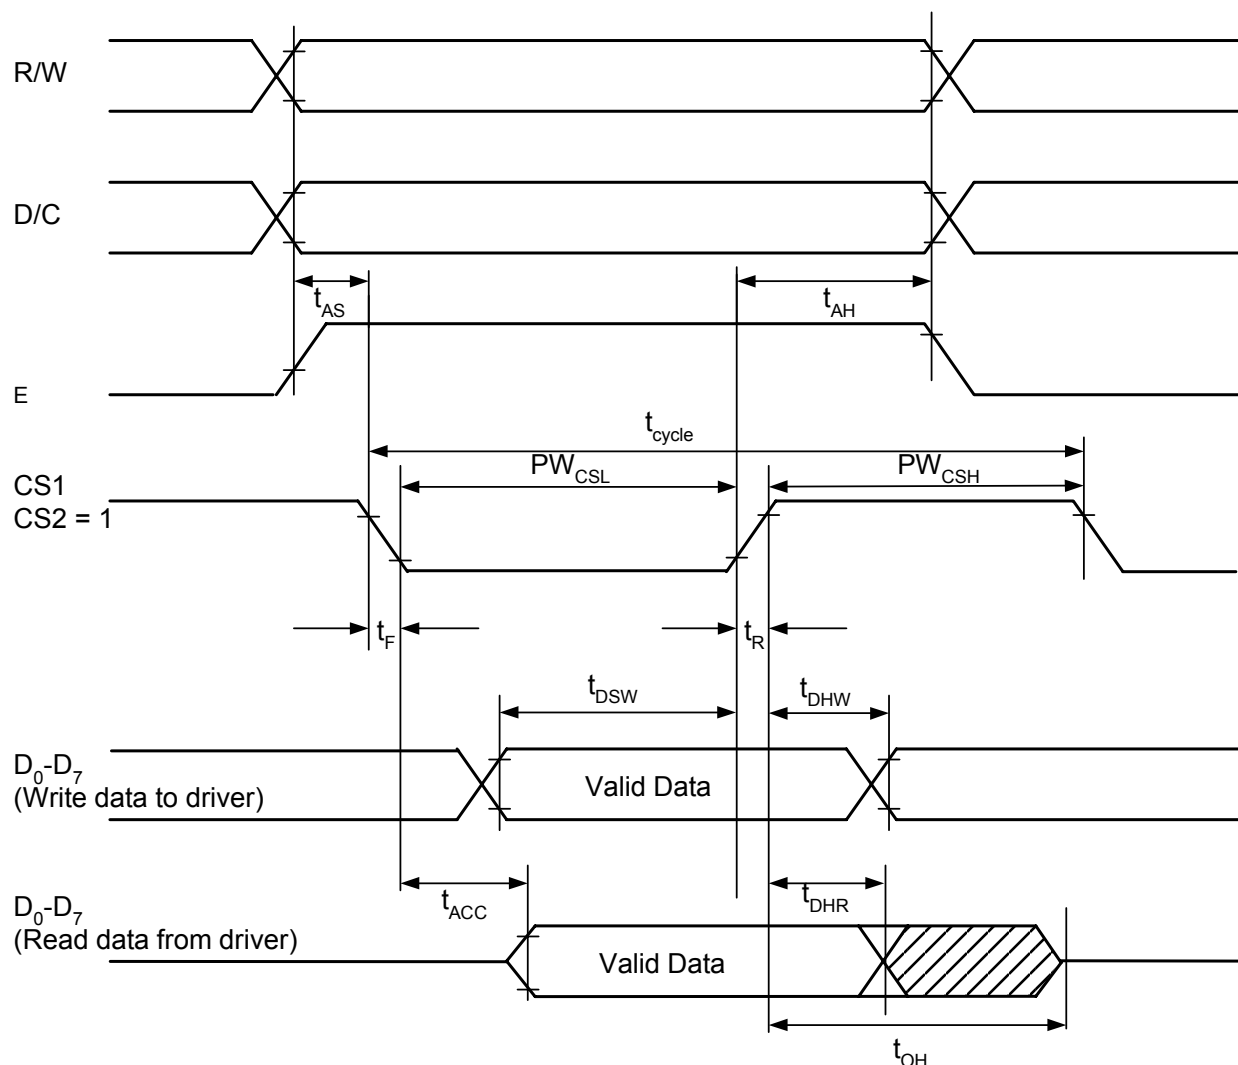 R/W
D/C
tAS
tAH
E
tcycle
PWCSL
PWCSH
CS1
CS2 = 1
tF
tR
tDSW
tDHW
D0-D7
(Write data to driver)
Valid Data
tACC
tDHR
D0-D7
(Read data from driver)
Valid Data
tOH